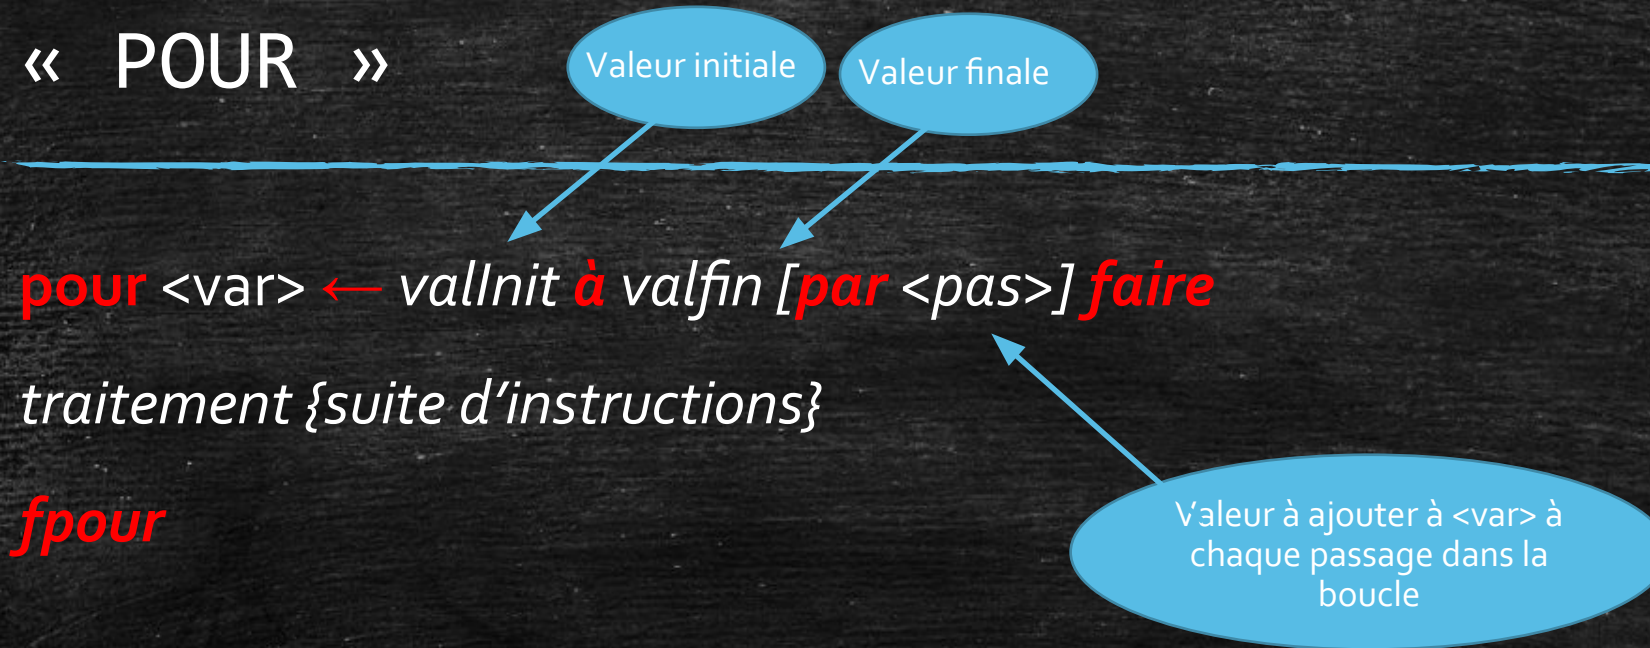 « POUR »
Valeur initiale
Valeur finale
pour <var> ← valInit à valfin [par <pas>] faire
traitement {suite d’instructions}
fpour
Valeur à ajouter à <var> à
chaque passage dans la
boucle